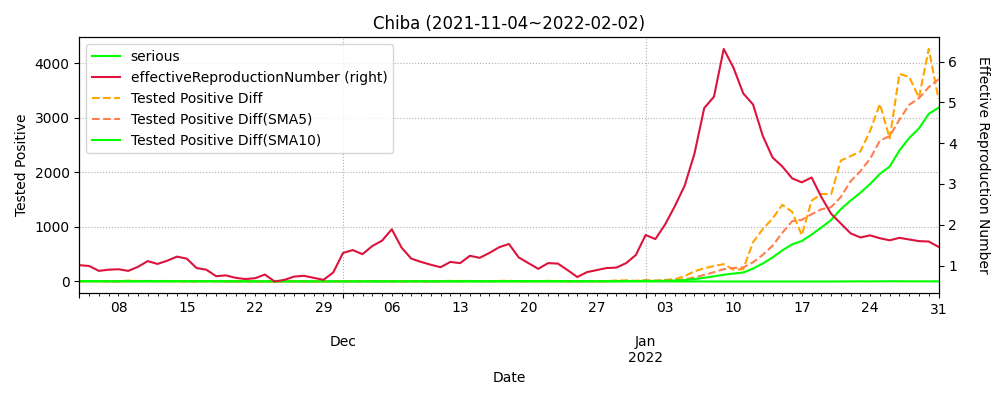 Chiba (2021-11-04~2022-02-02)
serious
effectiveReproductionNumber (right)
Tested Positive Diff
Tested Positive Diff(SMA5)
Tested Positive Diff(SMA10)
Tested Positive
4000
3000
2000
1000
0
Effective Reproduction Number
6
5
4
3
2
1
08 15 22 29 06 13 20 27 03 10 17 24 31
Dec Jan
2022
Date